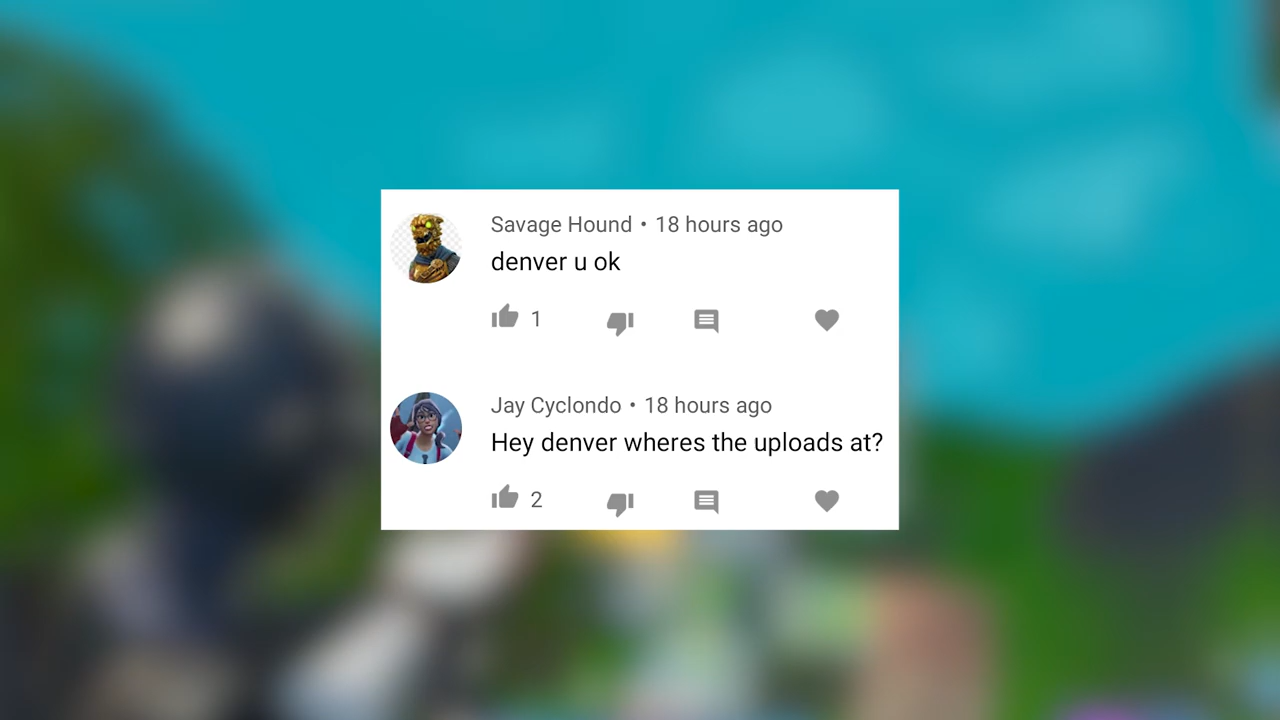 Savage Hound • 18 hours ago
denver u ok
1
Jay Cyclondo • 18 hours ago
Hey denver wheres the uploads at?
2